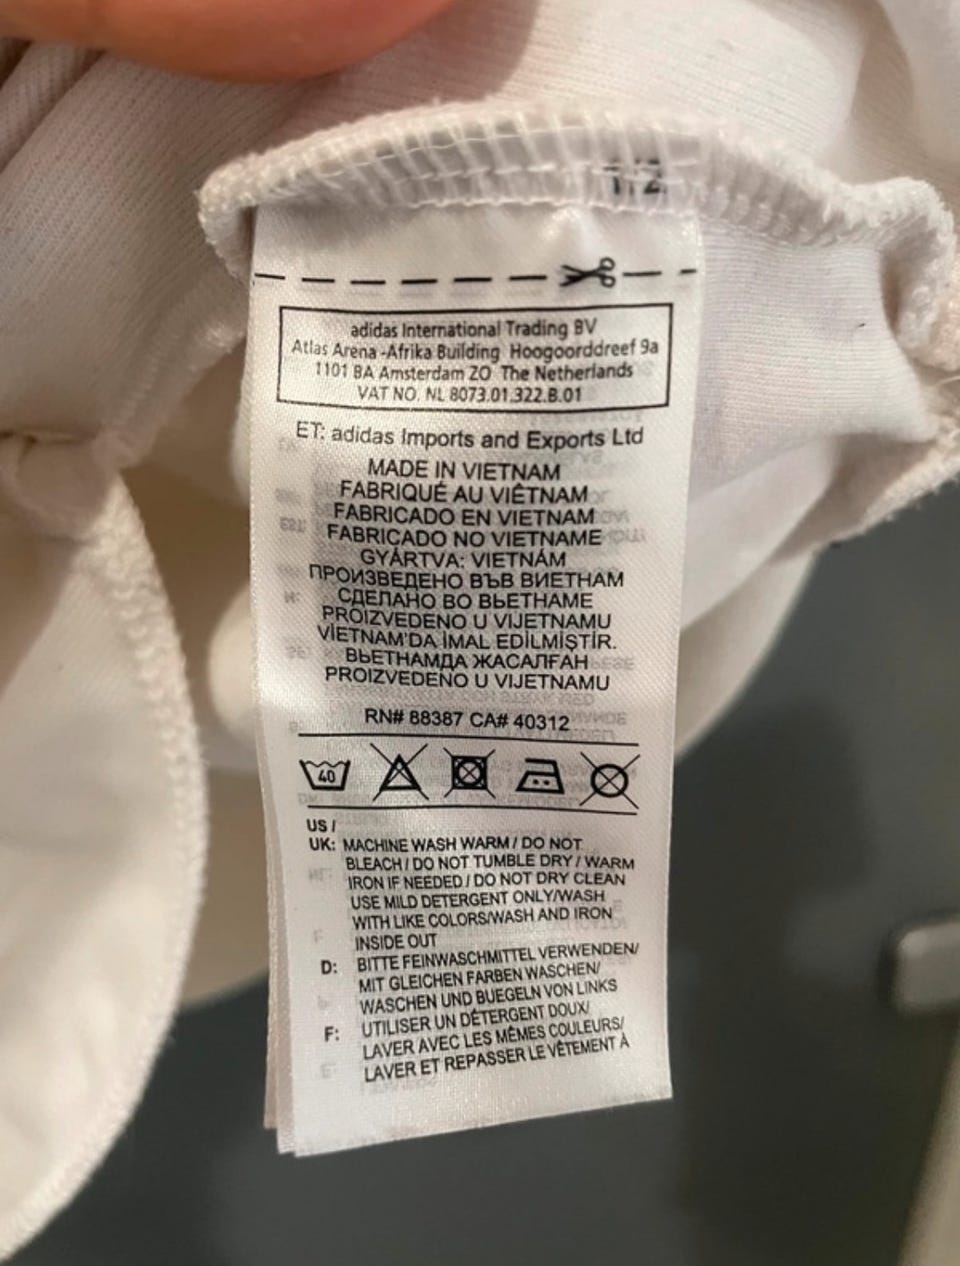 adidas International Trading BV
Atlas Arena -Afrika Building Hoogoorddreef 9a
1101 BA Amsterdam ZO The Netherlands
VAT NO. NL 8073.01.322.B.01
ET: adidas Imports and Exports Ltd
MADE IN VIETNAM
FABRIQUÉ AU VIÊTNAM
FABRICADO EN VIETNAM
FABRICADO NO VIETNAME
GYÁRTVA: VIETNÁM
ПРОИЗВЕДЕНО ВЪВ ВИЕТНАМ
СДЕЛАНО ВО ВЬЕТНАМЕ
PROIZVEDENO U VIJETNAMU
VİETNAM'DA İMAL EDİLMİŞTİR.
ВЬЕТНАМДА ЖАСАЛҒАН
PROIZVEDENO U VIJETNAMU
RN# 88387 CA# 40312
40
US /
UK: MACHINE WASH WARM / DO NOT
BLEACH / DO NOT TUMBLE DRY / WARM
IRON IF NEEDED / DO NOT DRY CLEAN
USE MILD DETERGENT ONLY/WASH
WITH LIKE COLORS/WASH AND IRON
INSIDE OUT
D: BITTE FEINWASCHMITTEL VERWENDEN/
MIT GLEICHEN FARBEN WASCHEN/
WASCHEN UND BUEGELN VON LINKS
F: UTILISER UN DÉTERGENT DOUX/
LAVER AVEC LES MÊMES COULEURS/
LAVER ET REPASSER LE VÊTEMENT À